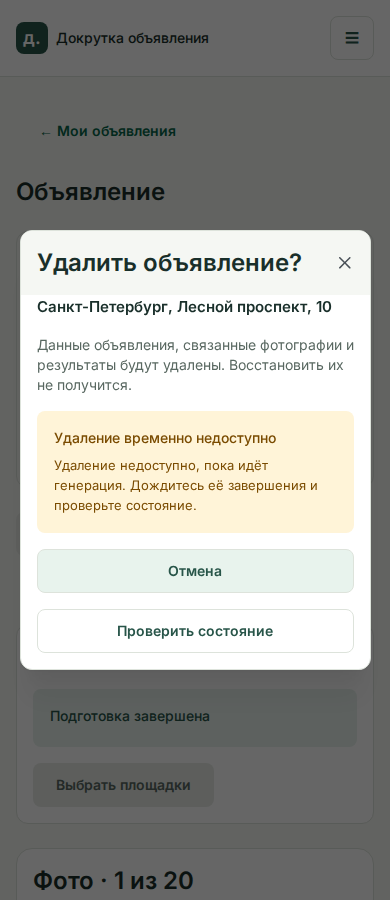 д.
Докрутка объявления
← Мои объявления
Объявление
Удалить объявление?
Санкт-Петербург, Лесной проспект, 10
Данные объявления, связанные фотографии и
результаты будут удалены. Восстановить их
не получится.
Удаление временно недоступно
Удаление недоступно, пока идёт
генерация. Дождитесь её завершения и
проверьте состояние.
Отмена
Проверить состояние
Подготовка завершена
Выбрать площадки
Фото · 1 из 20